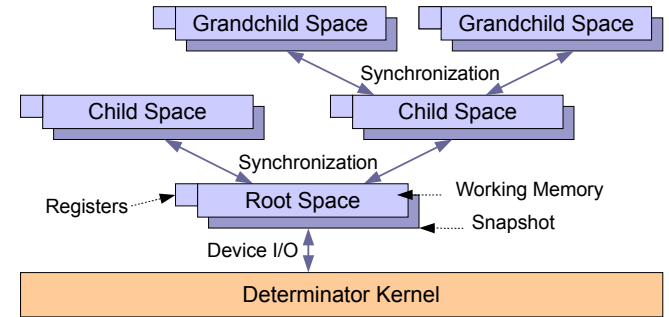 Grandchild Space
Grandchild Space
Synchronization
Child Space
Child Space
Synchronization
Working Memory
Registers
Root Space
Snapshot
Device I/O
Determinator Kernel